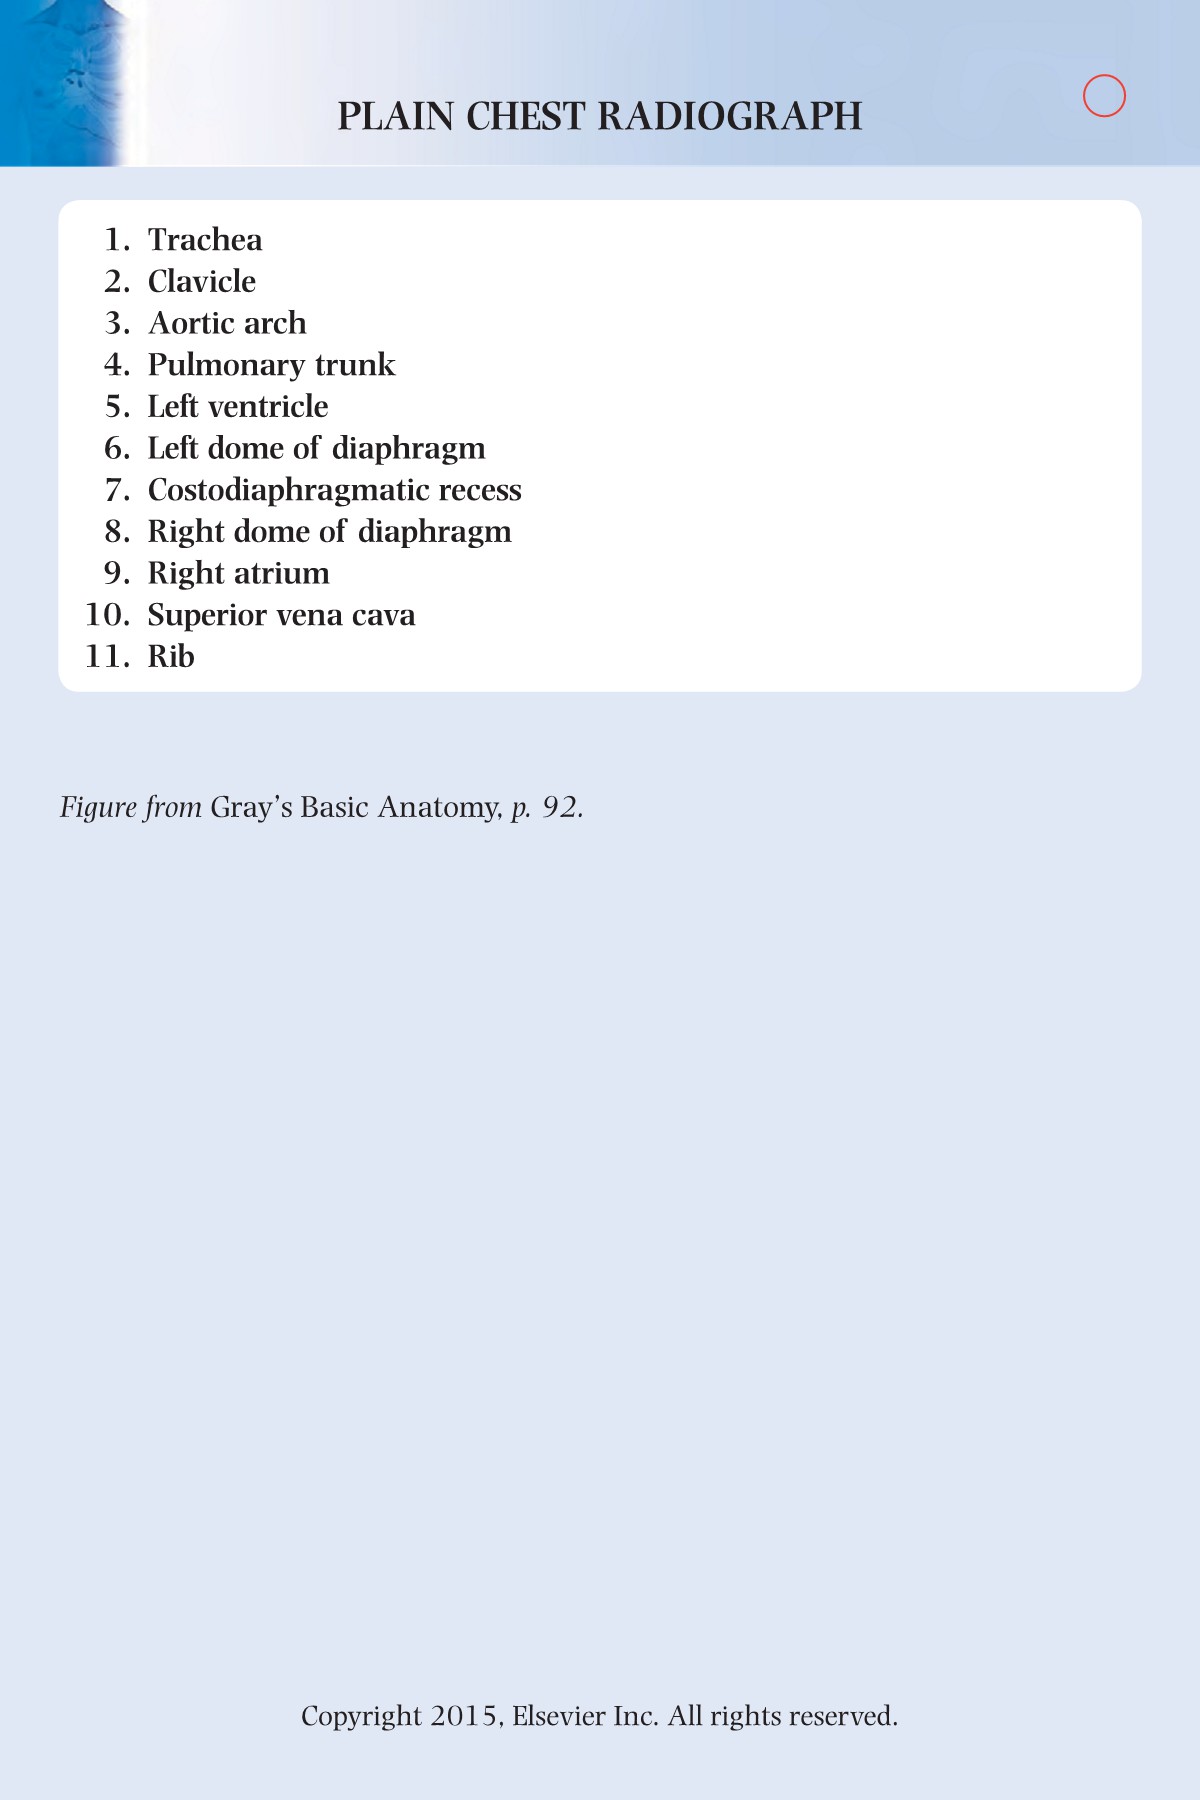 PLAIN CHEST RADIOGRAPH
1. Trachea
2. Clavicle
3. Aortic arch
4. Pulmonary trunk
5. Left ventricle
6. Left dome of diaphragm
7. Costodiaphragmatic recess
8. Right dome of diaphragm
9. Right atrium
10. Superior vena cava
11. Rib
Figure from Gray’s Basic Anatomy, p. 92.
Copyright 2015, Elsevier Inc. All rights reserved.